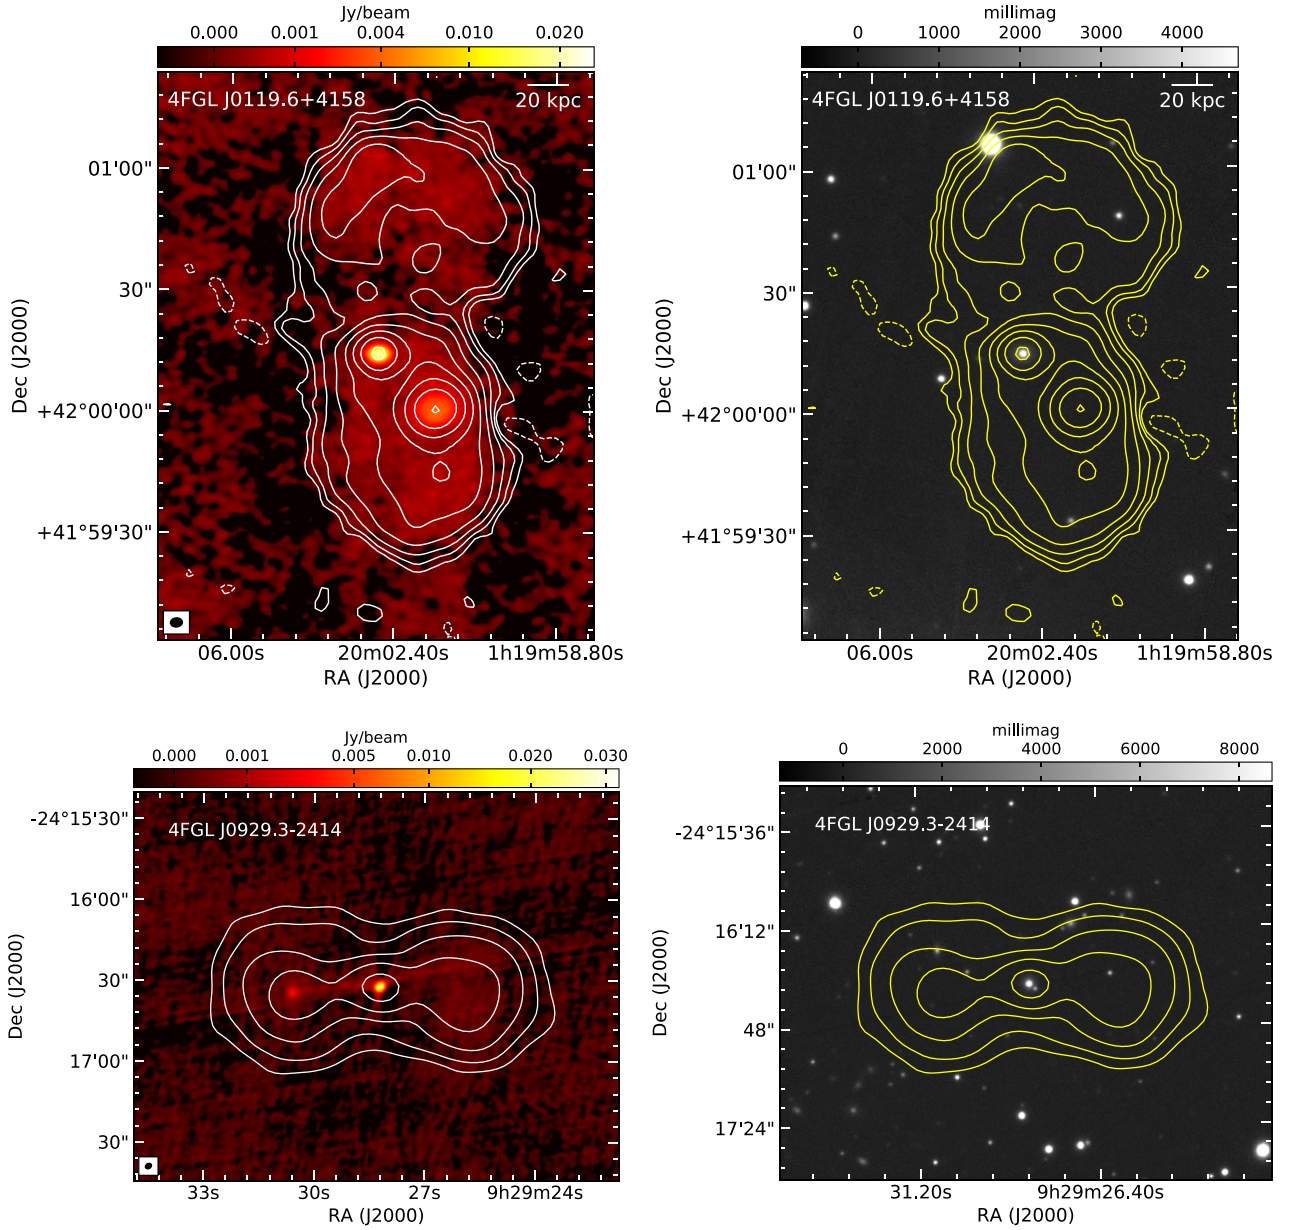 Jy/beam
0.000 0.001 0.004 0.010 0.020
4FGL J0119.6+4158
20 kpc
01'00"
30"
+42°00'00"
+41°59'30"
Dec (J2000)
06.00s 20m02.40s 1h19m58.80s
RA (J2000)
millimag
0 1000 2000 3000 4000
4FGL J0119.6+4158
20 kpc
01'00"
30"
+42°00'00"
+41°59'30"
Dec (J2000)
06.00s 20m02.40s 1h19m58.80s
RA (J2000)
Jy/beam
0.000 0.001 0.005 0.010 0.020 0.030
4FGL J0929.3-2414
-24°15'30"
16'00"
30"
17'00"
30"
Dec (J2000)
33s 30s 27s 9h29m24s
RA (J2000)
millimag
0 2000 4000 6000 8000
4FGL J0929.3-2414
-24°15'36"
16'12"
48"
17'24"
Dec (J2000)
31.20s 9h29m26.40s
RA (J2000)